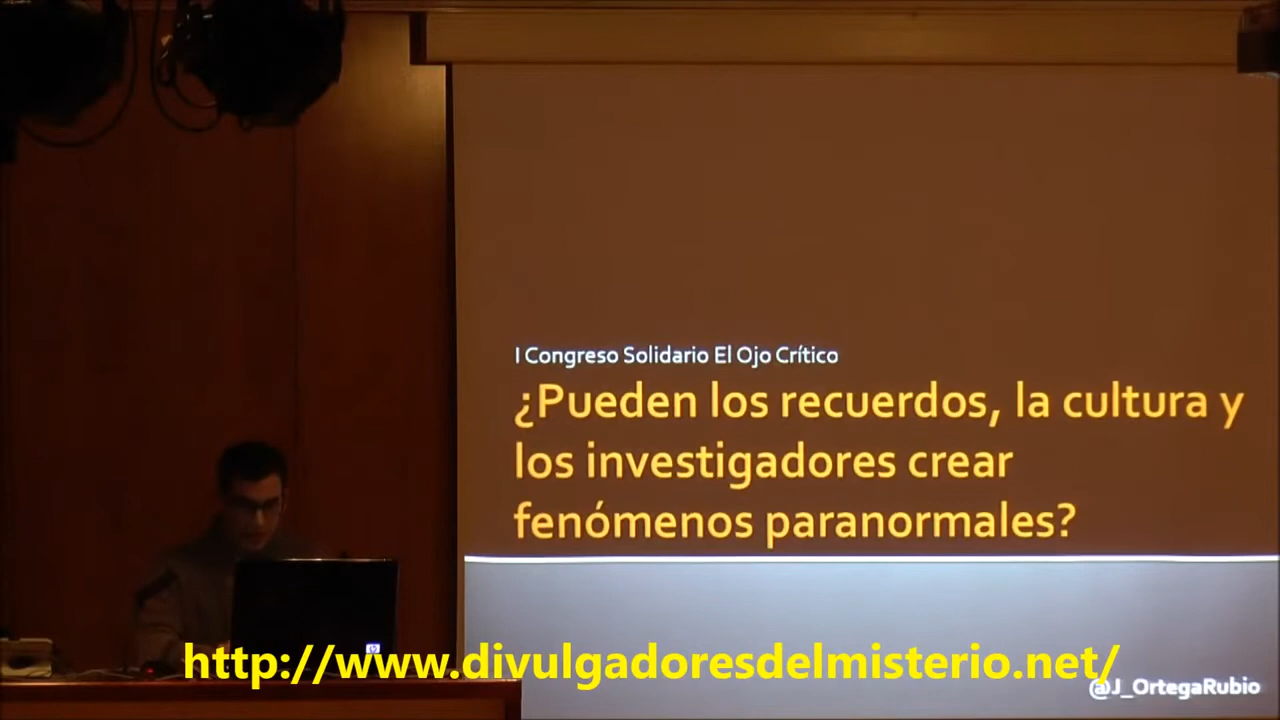 I Congreso Solidario El Ojo Crítico
¿Pueden los recuerdos, la cultura y
los investigadores crear
fenómenos paranormales?
http://www.divulgadoresdelmisterio.net/
@J_OrtegaRubio
hp